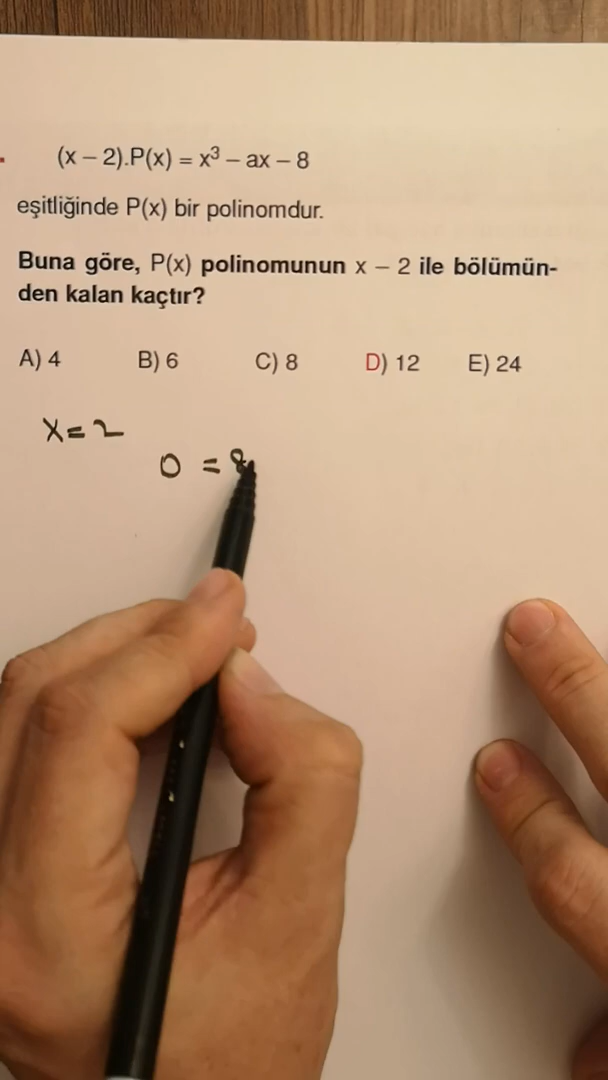 (x – 2).P(x) = x³ – ax – 8
eşitliğinde P(x) bir polinomdur.
Buna göre, P(x) polinomunun x – 2 ile bölümün-
den kalan kaçtır?
A) 4 B) 6 C) 8 D) 12 E) 24
x = 2
0 = 8